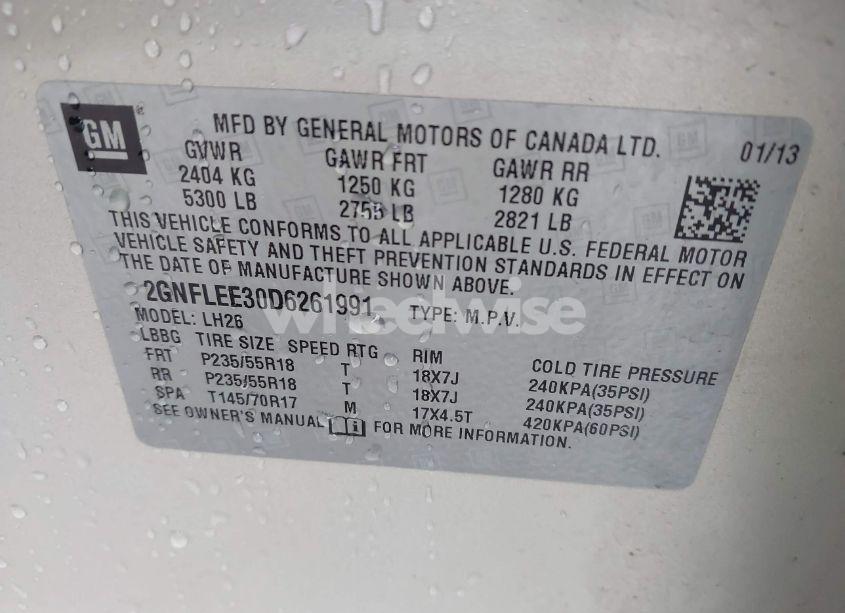 GM
MFD BY GENERAL MOTORS OF CANADA LTD. 01/13
GVWR GAWR FRT GAWR RR
2404 KG 1250 KG 1280 KG
5300 LB 2755 LB 2821 LB
THIS VEHICLE CONFORMS TO ALL APPLICABLE U.S. FEDERAL MOTOR
VEHICLE SAFETY AND THEFT PREVENTION STANDARDS IN EFFECT ON
THE DATE OF MANUFACTURE SHOWN ABOVE.
2GNFLEE30D6261991 TYPE: M.P.V.
wheelwise
MODEL: LH26
LBBG TIRE SIZE SPEED RTG RIM COLD TIRE PRESSURE
FRT P235/55R18 T 18X7J 240KPA(35PSI)
RR P235/55R18 T 18X7J 240KPA(35PSI)
SPA T145/70R17 M 17X4.5T 420KPA(60PSI)
SEE OWNER'S MANUAL FOR MORE INFORMATION.